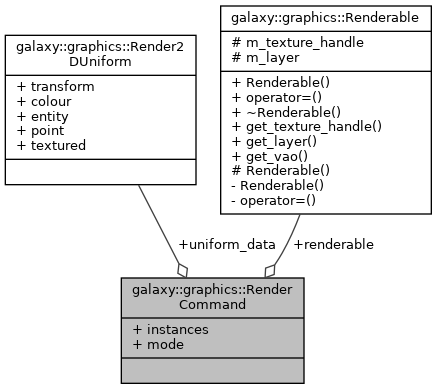 galaxy::graphics::Render2
DUniform
+ transform
+ colour
+ entity
+ point
+ textured
galaxy::graphics::Renderable
# m_texture_handle
# m_layer
+ Renderable()
+ operator=()
+ ~Renderable()
+ get_texture_handle()
+ get_layer()
+ get_vao()
# Renderable()
- Renderable()
- operator=()
+uniform_data
+renderable
galaxy::graphics::Render
Command
+ instances
+ mode